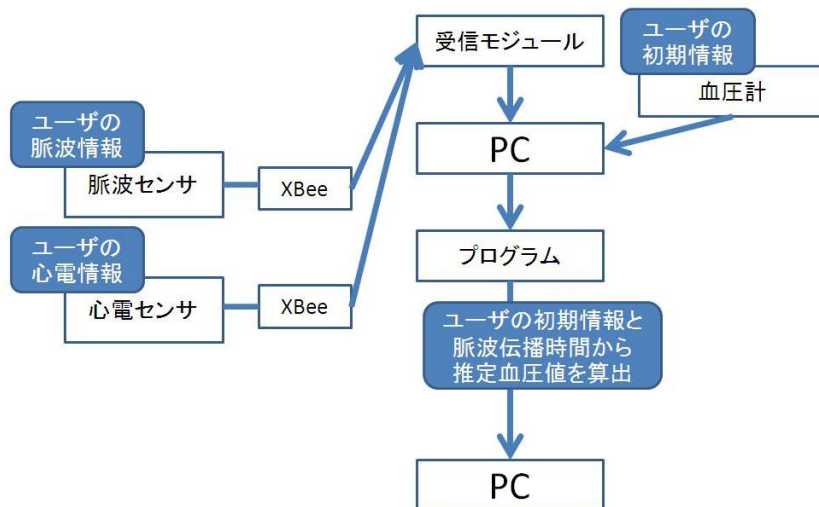 受信モジュール
ユーザの
初期情報
血圧計
PC
ユーザの
脈波情報
脈波センサ
XBee
ユーザの
心電情報
心電センサ
XBee
プログラム
ユーザの初期情報と
脈波伝播時間から
推定血圧値を算出
PC